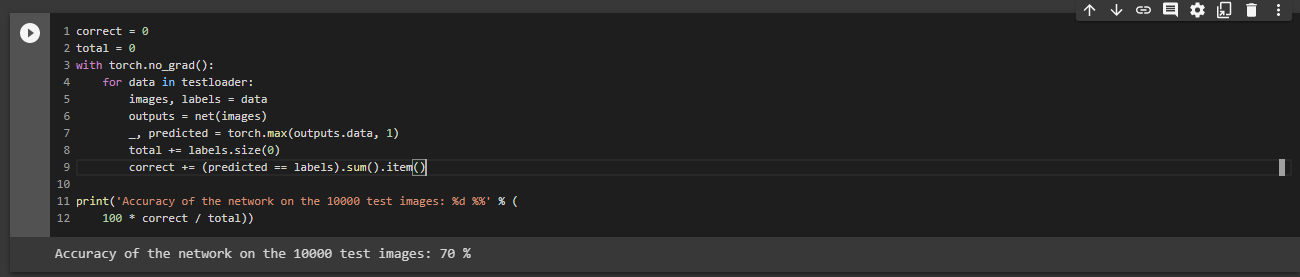 1 correct = 0
2 total = 0
3 with torch.no_grad():
4     for data in testloader:
5         images, labels = data
6         outputs = net(images)
7         _, predicted = torch.max(outputs.data, 1)
8         total += labels.size(0)
9         correct += (predicted == labels).sum().item()
10
11 print('Accuracy of the network on the 10000 test images: %d %%' % (
12     100 * correct / total))
Accuracy of the network on the 10000 test images: 70 %